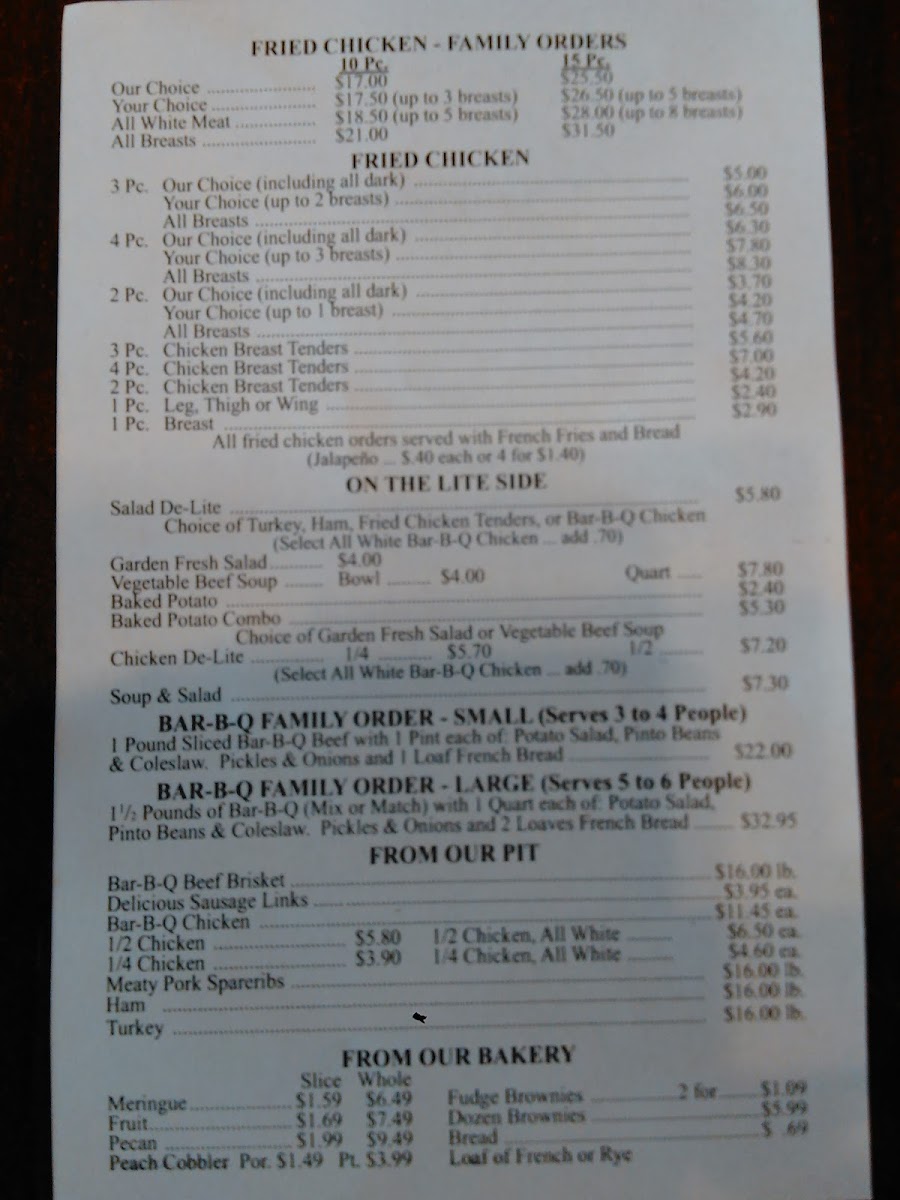 FRIED CHICKEN - FAMILY ORDERS
10 Pc. 15 Pc.
Our Choice ........ $17.00 $25.50
Your Choice ........ $17.50 (up to 3 breasts) $26.50 (up to 5 breasts)
All White Meat ........ $18.50 (up to 5 breasts) $28.00 (up to 8 breasts)
All Breasts ........ $21.00 $31.50
FRIED CHICKEN
3 Pc. Our Choice (including all dark) ........ $5.00
Your Choice (up to 2 breasts) ........ $6.00
All Breasts ........ $6.50
4 Pc. Our Choice (including all dark) ........ $6.30
Your Choice (up to 3 breasts) ........ $7.80
All Breasts ........ $8.30
2 Pc. Our Choice (including all dark) ........ $3.70
Your Choice (up to 1 breast) ........ $4.20
All Breasts ........ $4.70
3 Pc. Chicken Breast Tenders ........ $5.60
4 Pc. Chicken Breast Tenders ........ $7.00
2 Pc. Chicken Breast Tenders ........ $4.20
1 Pc. Leg, Thigh or Wing ........ $2.40
1 Pc. Breast ........ $2.90
All fried chicken orders served with French Fries and Bread
(Jalapeño ... $.40 each or 4 for $1.40)
ON THE LITE SIDE
Salad De-Lite ........ $5.80
Choice of Turkey, Ham, Fried Chicken Tenders, or Bar-B-Q Chicken
(Select All White Bar-B-Q Chicken ... add .70)
Garden Fresh Salad ........ $4.00
Vegetable Beef Soup ........ Bowl ........ $4.00 Quart ...... $7.80
Baked Potato ........ $2.40
Baked Potato Combo ........ $5.30
Choice of Garden Fresh Salad or Vegetable Beef Soup
Chicken De-Lite ........ 1/4 ........ $5.70 1/2 ........ $7.20
(Select All White Bar-B-Q Chicken ... add .70)
Soup & Salad ........ $7.30
BAR-B-Q FAMILY ORDER - SMALL (Serves 3 to 4 People)
1 Pound Sliced Bar-B-Q Beef with 1 Pint each of: Potato Salad, Pinto Beans
& Coleslaw. Pickles & Onions and 1 Loaf French Bread ........ $22.00
BAR-B-Q FAMILY ORDER - LARGE (Serves 5 to 6 People)
1½ Pounds of Bar-B-Q (Mix or Match) with 1 Quart each of: Potato Salad,
Pinto Beans & Coleslaw. Pickles & Onions and 2 Loaves French Bread ........ $32.95
FROM OUR PIT
Bar-B-Q Beef Brisket ........ $16.00 lb.
Delicious Sausage Links ........ $3.95 ea.
Bar-B-Q Chicken ........ $11.45 ea.
1/2 Chicken ........ $5.80 1/2 Chicken, All White ........ $6.50 ea.
1/4 Chicken ........ $3.90 1/4 Chicken, All White ........ $4.60 ea.
Meaty Pork Spareribs ........ $16.00 lb.
Ham ........ $16.00 lb.
Turkey ........ $16.00 lb.
FROM OUR BAKERY
Slice Whole
Meringue ........ $1.59 $6.49 Fudge Brownies ........ 2 for ........ $1.09
Fruit ........ $1.69 $7.49 Dozen Brownies ........ $5.99
Pecan ........ $1.99 $9.49 Bread ........ $ .69
Peach Cobbler Por. $1.49 Pt. $3.99 Loaf of French or Rye